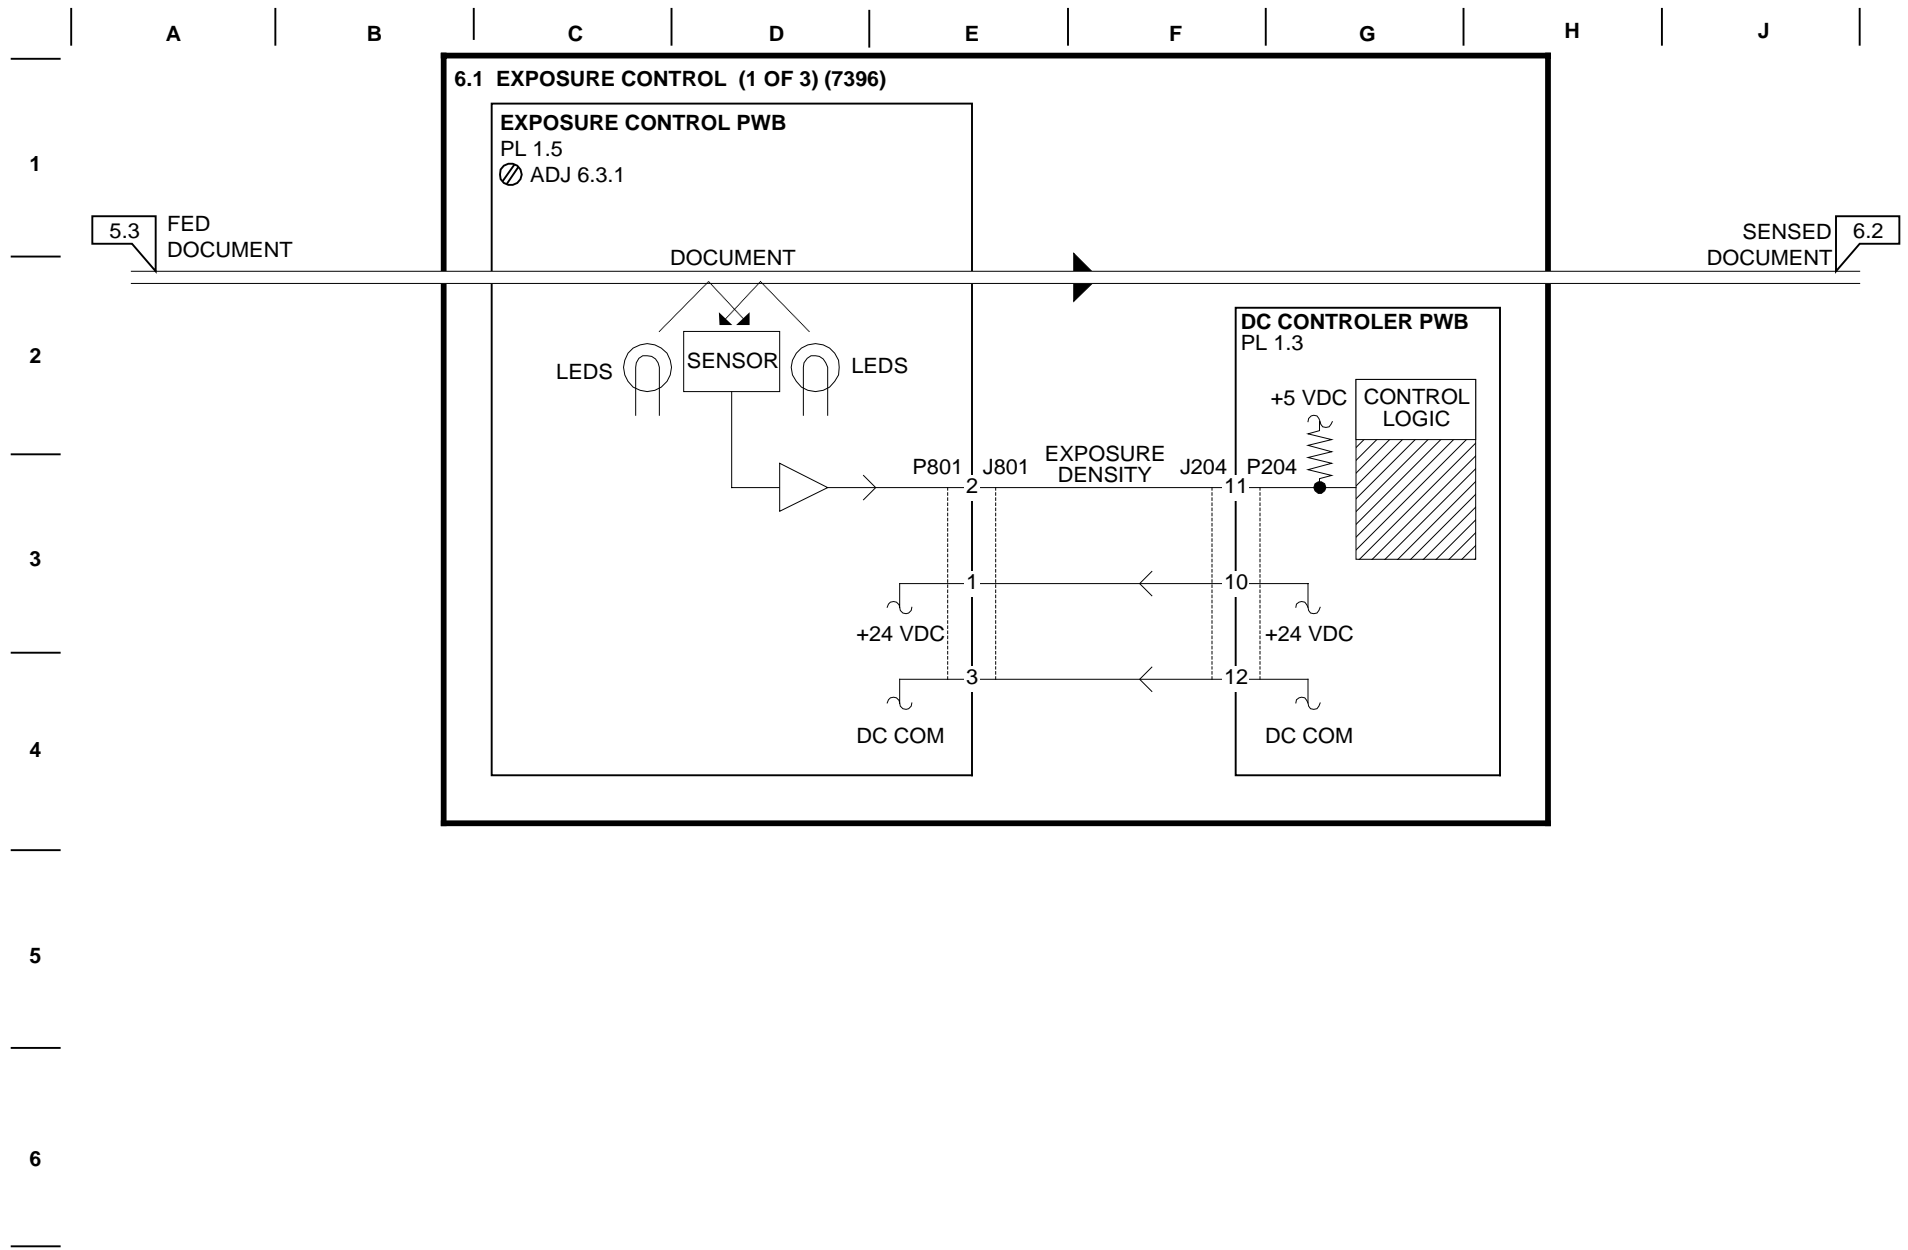 A B C D E F G H J
6.1 EXPOSURE CONTROL (1 OF 3) (7396)
EXPOSURE CONTROL PWB
PL 1.5
ADJ 6.3.1
1
5.3
FED
DOCUMENT
DOCUMENT
SENSED
DOCUMENT
6.2
2
LEDS
SENSOR
LEDS
DC CONTROLER PWB
PL 1.3
+5 VDC
CONTROL
LOGIC
P801
J801
EXPOSURE
DENSITY
J204
P204
2
11
3
1
10
+24 VDC
+24 VDC
3
12
DC COM
DC COM
4
5
6